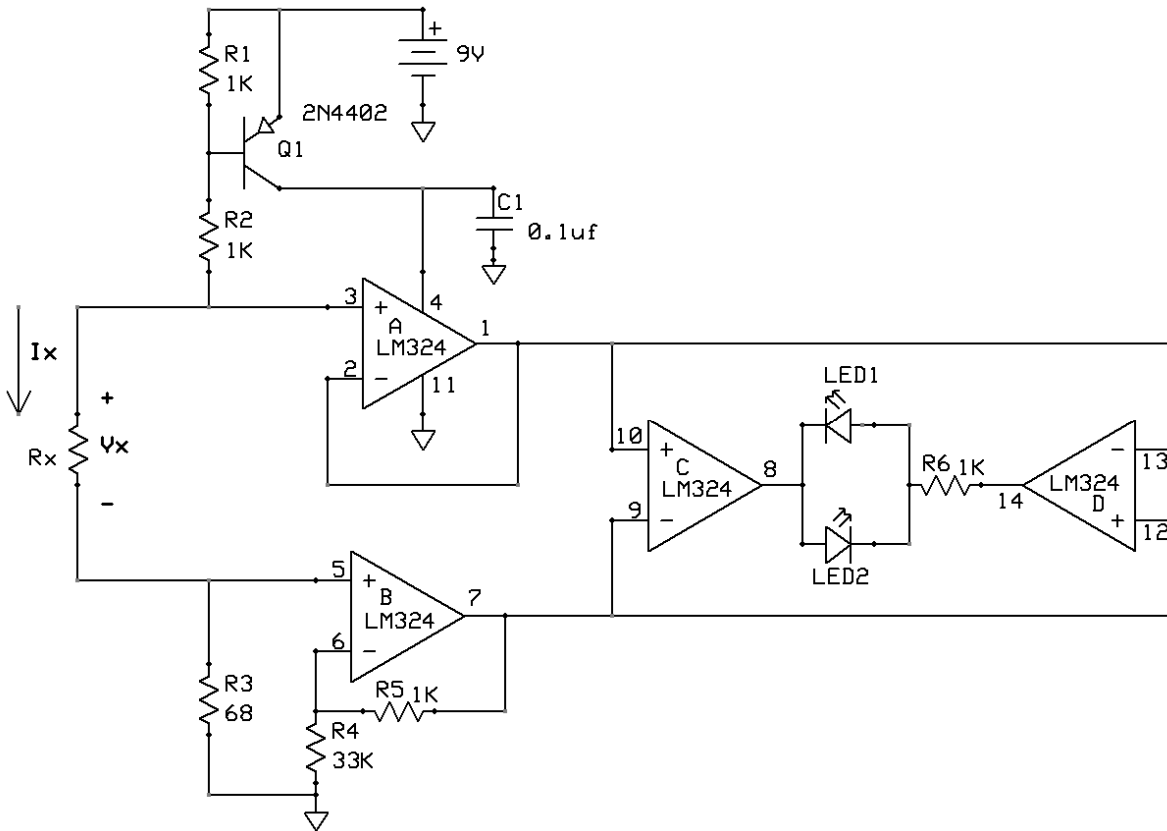 R1
1K
+
9V
2N4402
Q1
R2
1K
C1
0.1uf
3
+
4
A
LM324
1
2
−
11
Ix
+
Vx
Rx
−
LED1
10
+
C
LM324
8
9
−
R6 1K
14
−
13
LM324
D
+
12
LED2
5
+
B
LM324
7
6
−
R5 1K
R3
68
R4
33K